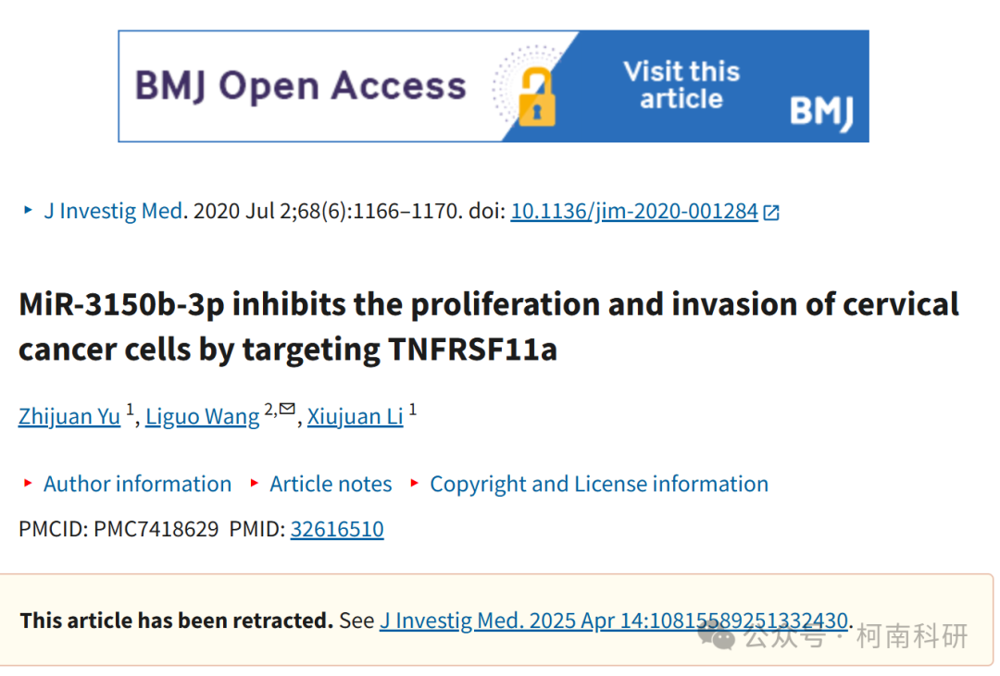 BMJ Open Access
Visit this
article
BMJ
J Investig Med. 2020 Jul 2;68(6):1166–1170. doi: 10.1136/jim-2020-001284
MiR-3150b-3p inhibits the proliferation and invasion of cervical
cancer cells by targeting TNFRSF11a
Zhijuan Yu 1, Liguo Wang 2,✉, Xiujuan Li 1
Author information Article notes Copyright and License information
PMCID: PMC7418629 PMID: 32616510
This article has been retracted. See J Investig Med. 2025 Apr 14:10815589251332430.
公众号 · 柯南科研